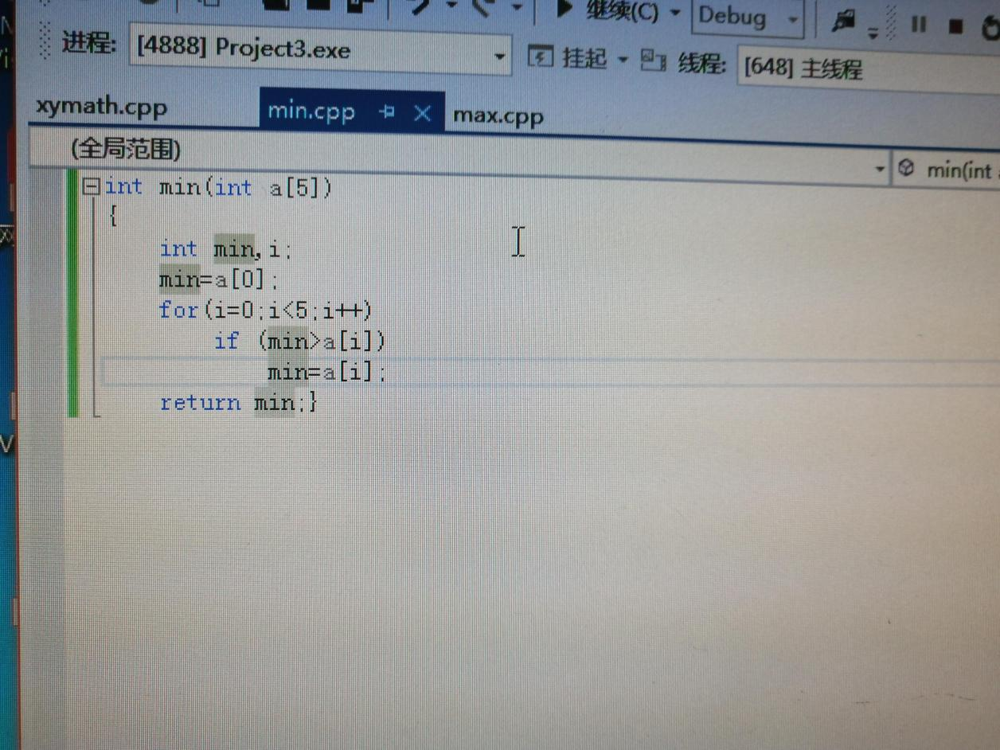 继续(C) Debug
进程: [4888] Project3.exe 挂起 线程: [648] 主线程
xymath.cpp min.cpp max.cpp
(全局范围) min(int
int min(int a[5])
{
int min,i;
min=a[0];
for(i=0;i<5;i++)
if (min>a[i])
min=a[i];
return min;}